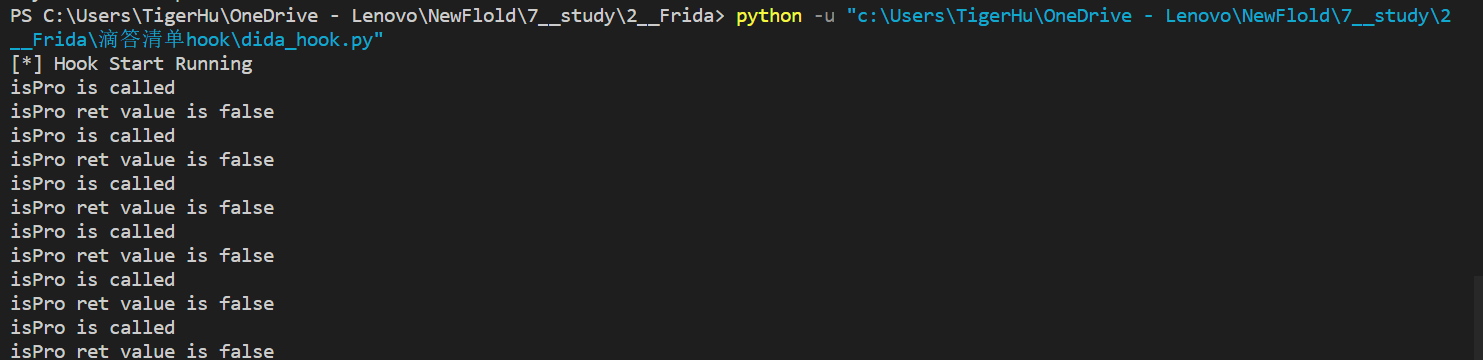 PS C:\Users\TigerHu\OneDrive - Lenovo\NewFlold\7__study\2__Frida> python -u "c:\Users\TigerHu\OneDrive - Lenovo\NewFlold\7__study\2
__Frida\滴答清单hook\dida_hook.py"
[*] Hook Start Running
isPro is called
isPro ret value is false
isPro is called
isPro ret value is false
isPro is called
isPro ret value is false
isPro is called
isPro ret value is false
isPro is called
isPro ret value is false
isPro is called
isPro ret value is false